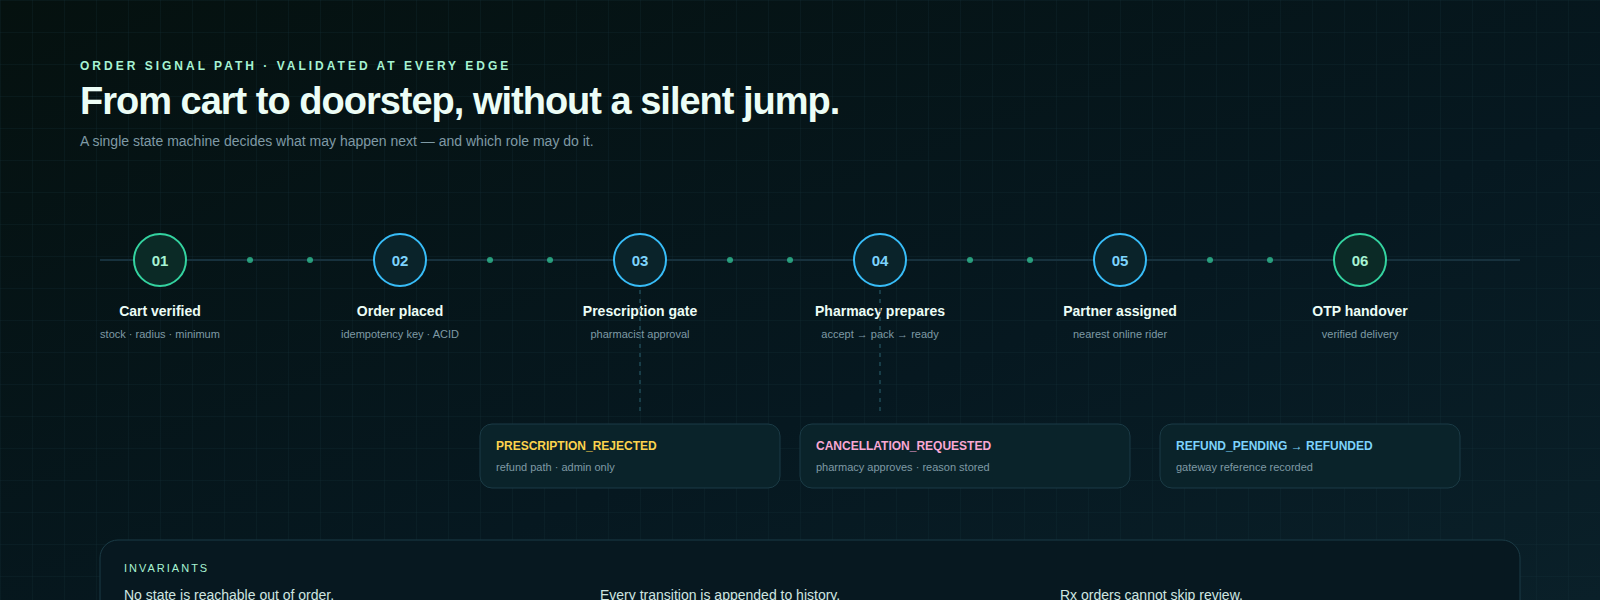 ORDER SIGNAL PATH · VALIDATED AT EVERY EDGE
From cart to doorstep, without a silent jump.
A single state machine decides what may happen next — and which role may do it.
01
Cart verified
stock · radius · minimum
02
Order placed
idempotency key · ACID
03
Prescription gate
pharmacist approval
04
Pharmacy prepares
accept → pack → ready
05
Partner assigned
nearest online rider
06
OTP handover
verified delivery
PRESCRIPTION_REJECTED
refund path · admin only
CANCELLATION_REQUESTED
pharmacy approves · reason stored
REFUND_PENDING → REFUNDED
gateway reference recorded
INVARIANTS
No state is reachable out of order.
Every transition is appended to history.
Rx orders cannot skip review.